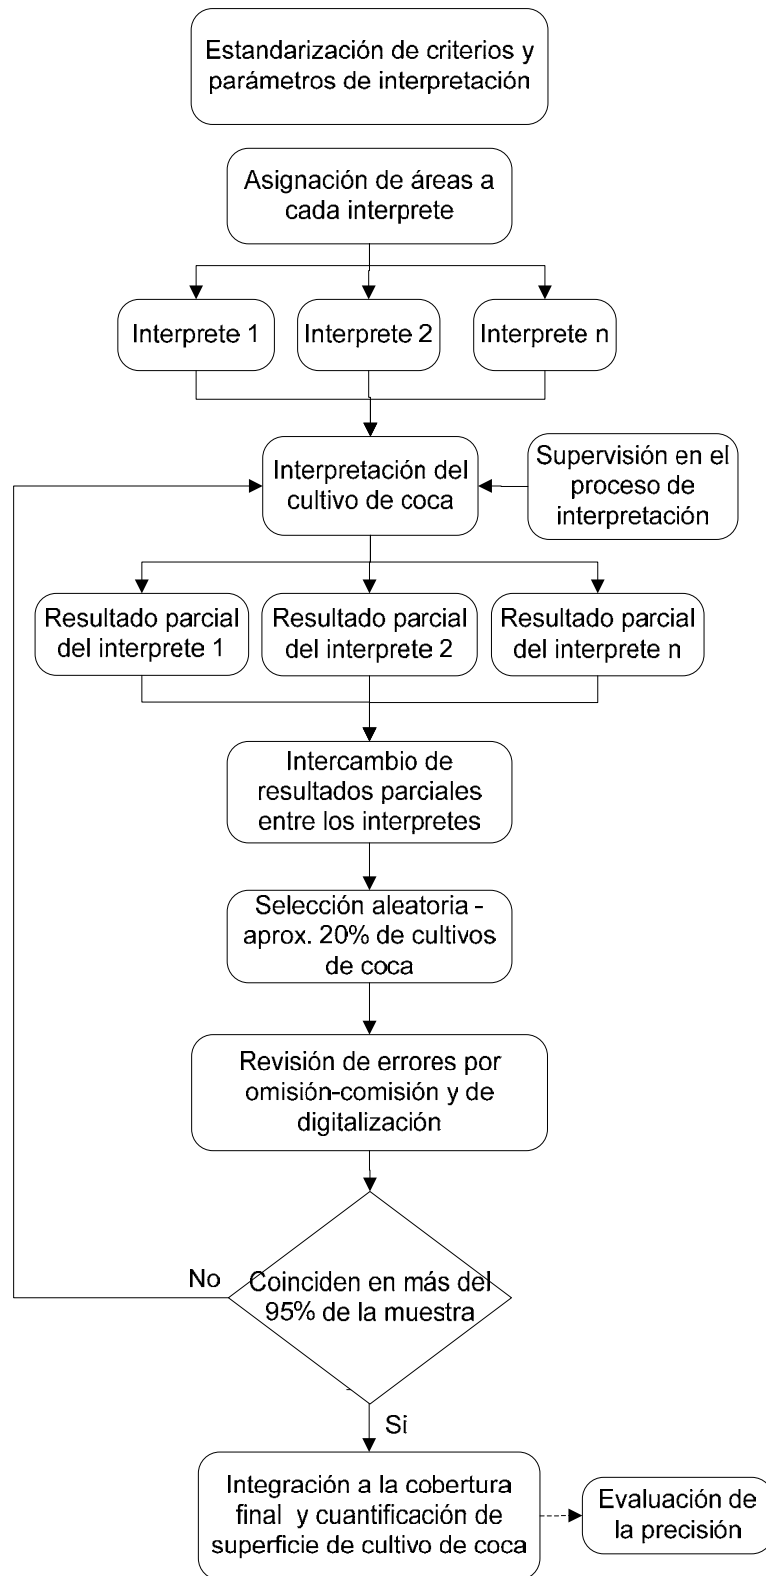 Estandarización de criterios y
parámetros de interpretación
Asignación de áreas a
cada interprete
Interprete 1
Interprete 2
Interprete n
Interpretación del
cultivo de coca
Supervisión en el
proceso de
interpretación
Resultado parcial
del interprete 1
Resultado parcial
del interprete 2
Resultado parcial
del interprete n
Intercambio de
resultados parciales
entre los interpretes
Selección aleatoria -
aprox. 20% de cultivos
de coca
Revisión de errores por
omisión-comisión y de
digitalización
No
Coinciden en más del
95% de la muestra
Si
Integración a la cobertura
final y cuantificación de
superficie de cultivo de coca
Evaluación de
la precisión